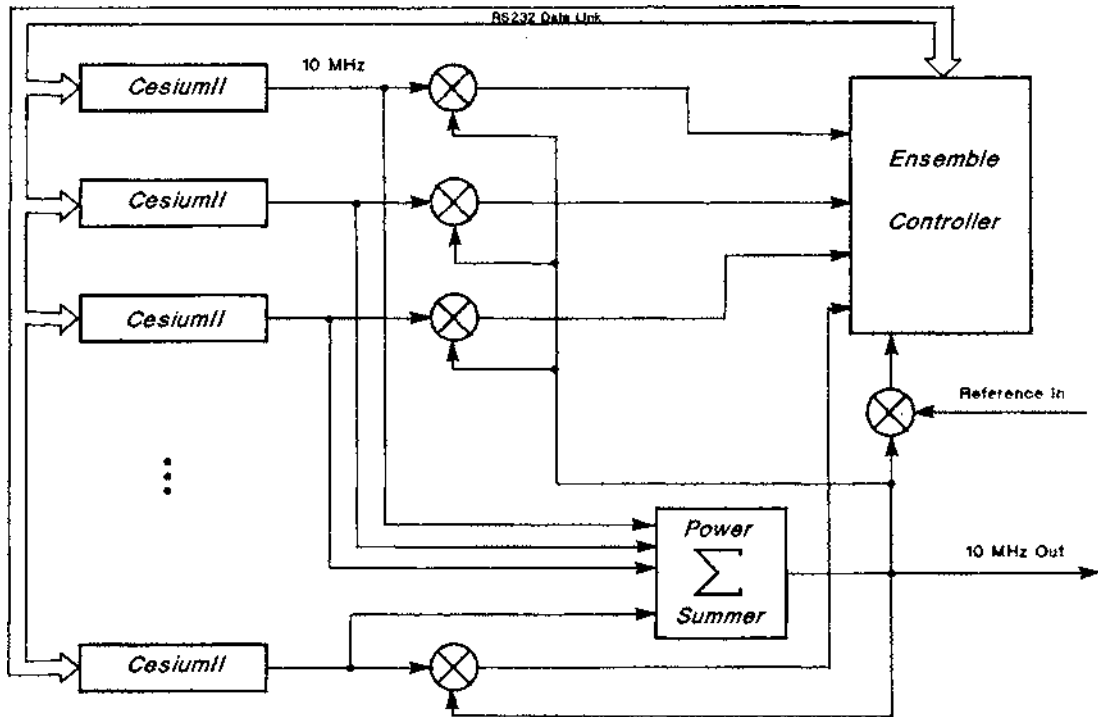 RS232 Data Link
CesiumII
10 MHz
CesiumII
CesiumII
Ensemble
Controller
Reference In
Power
Σ
Summer
10 MHz Out
CesiumII